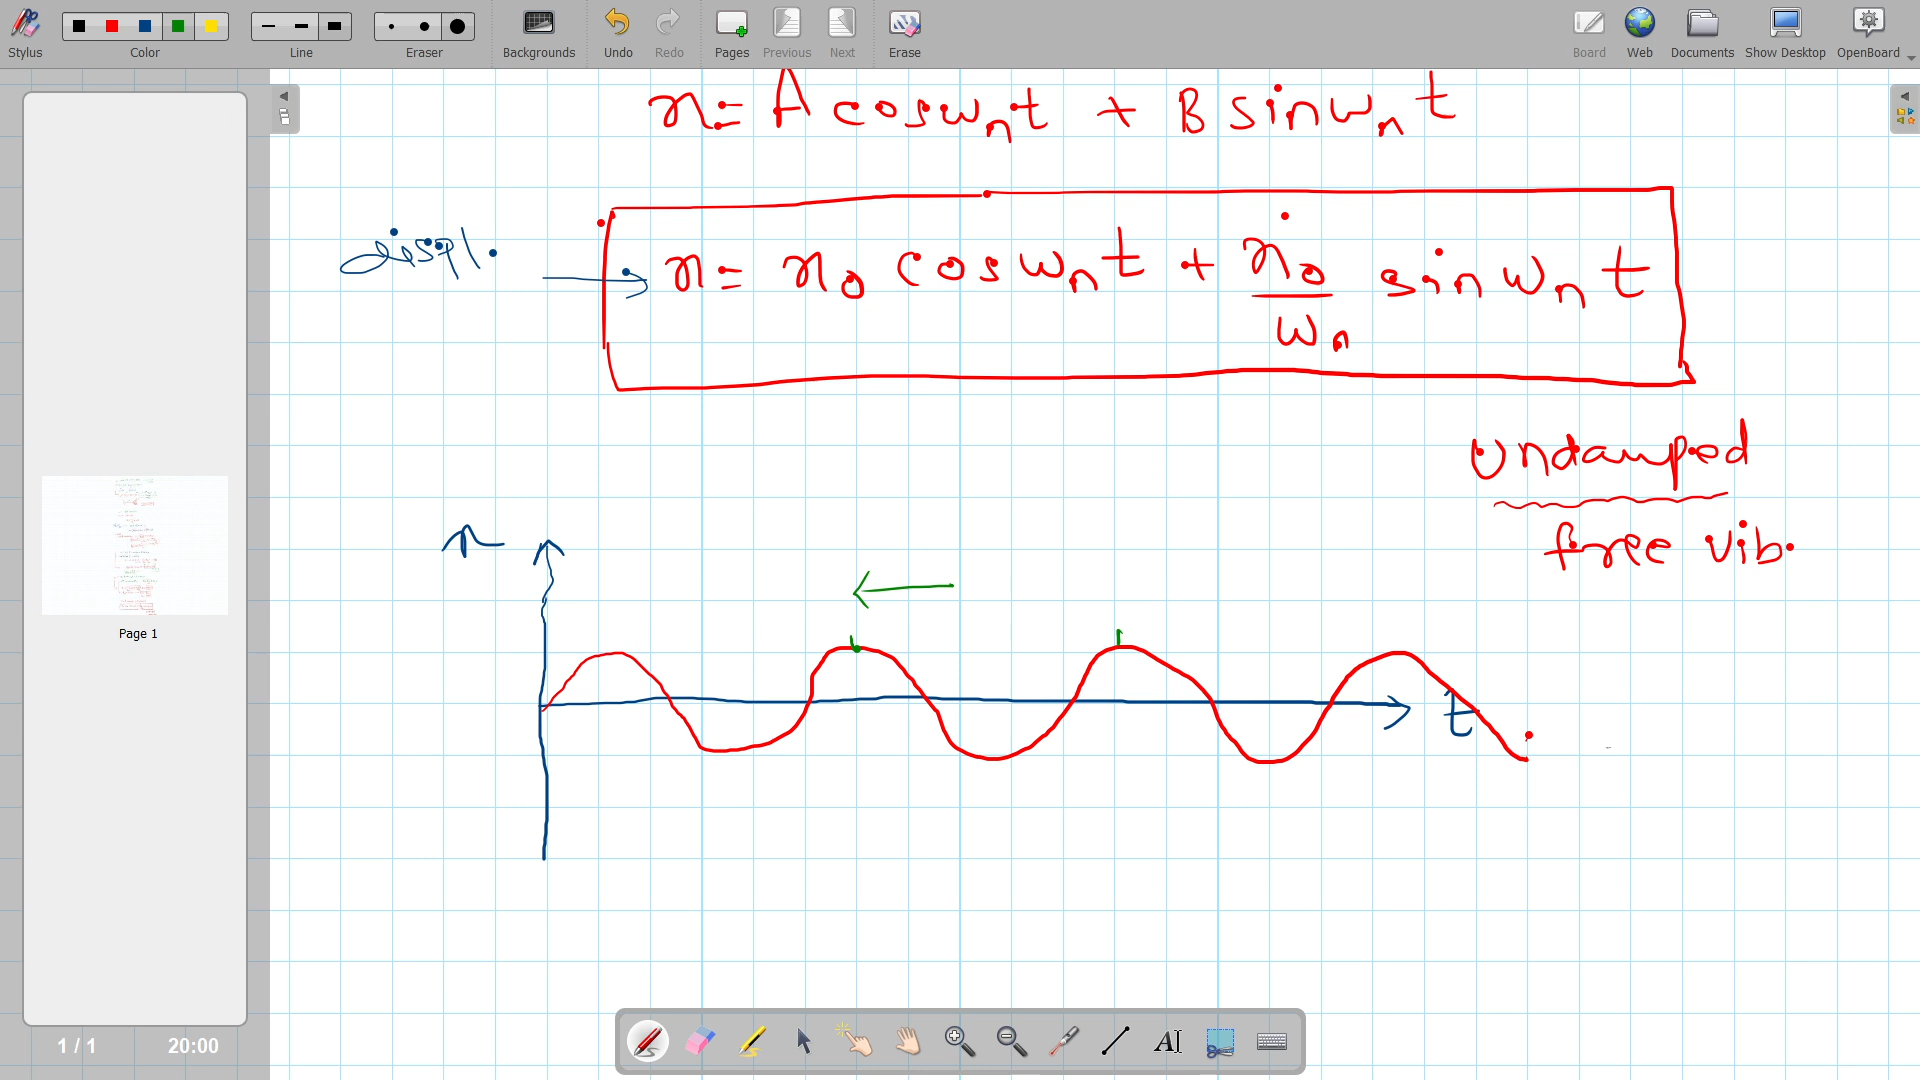 Stylus Color Line Eraser Backgrounds Undo Redo Pages Previous Next Erase Board Web Documents Show Desktop OpenBoard
x = A cos ωₙt + B sin ωₙt
displ. → x = x₀ cos ωₙt + ẋ₀/ωₙ sin ωₙt
Undamped
free vib.
x
t
Page 1
1 / 1 20:00
AI